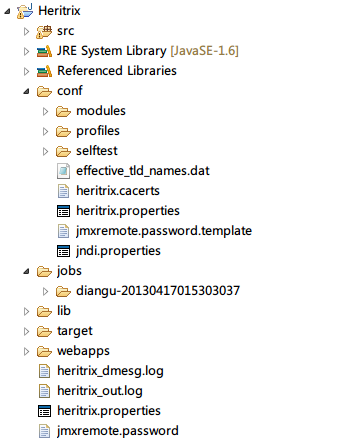 Heritrix
src
JRE System Library [JavaSE-1.6]
Referenced Libraries
conf
modules
profiles
selftest
effective_tld_names.dat
heritrix.cacerts
heritrix.properties
jmxremote.password.template
jndi.properties
jobs
diangu-20130417015303037
lib
target
webapps
heritrix_dmesg.log
heritrix_out.log
heritrix.properties
jmxremote.password